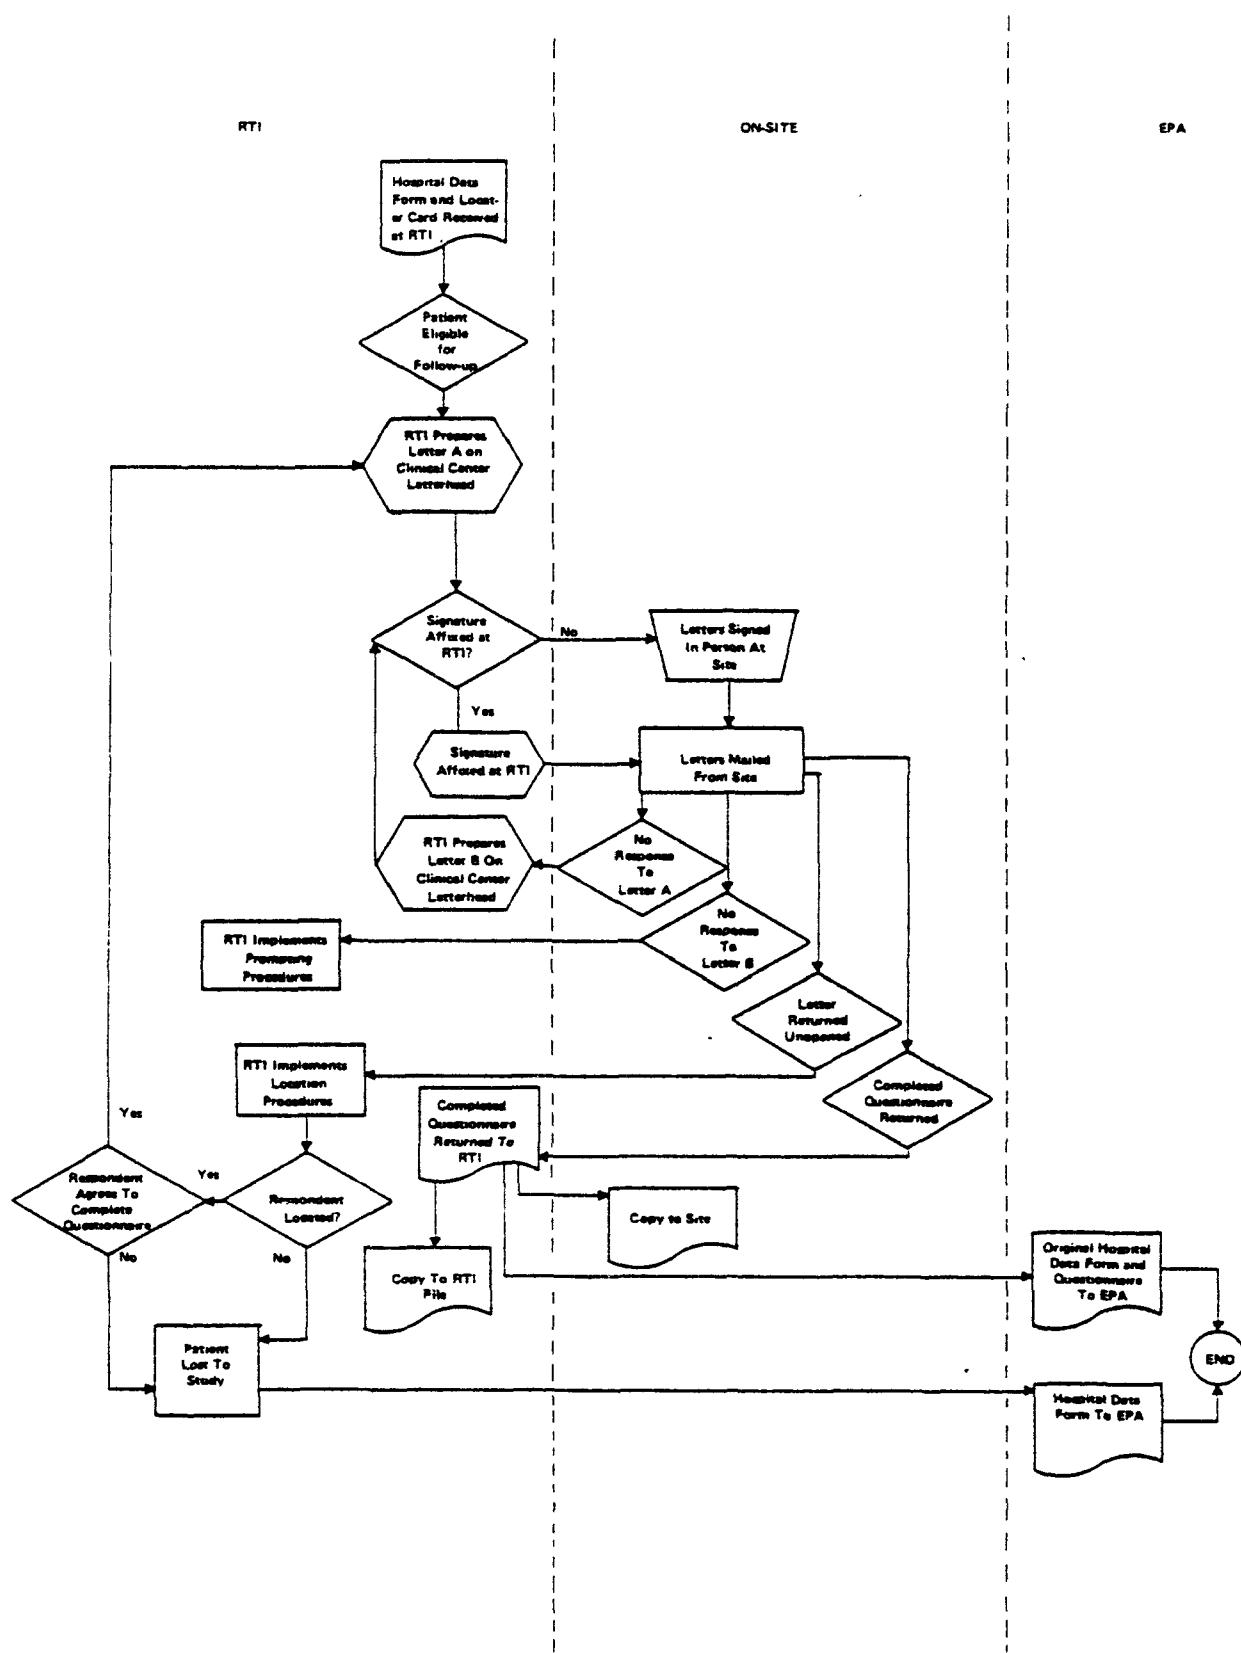 RTI
ON-SITE
EPA
Hospital Data
Form and Locat-
or Card Received
at RTI
Patient
Eligible
for
Follow-up
RTI Prepares
Letter A on
Clinical Center
Letterhead
Signature
Affixed at
RTI?
No
Letters Signed
In Person At
Site
Yes
Signature
Affixed at RTI
Letters Mailed
From Site
RTI Prepares
Letter B On
Clinical Center
Letterhead
No
Response
To
Letter A
No
Response
To
Letter B
RTI Implements
Prompting
Procedures
Letter
Returned
Unopened
RTI Implements
Location
Procedures
Completed
Questionnaire
Returned
Completed
Questionnaire
Returned To
RTI
Yes
Respondent
Agrees To
Complete
Questionnaire
Yes
Respondent
Located?
No
No
Copy to Site
Copy To RTI
File
Original Hospital
Data Form and
Questionnaire
To EPA
Patient
Lost To
Study
END
Hospital Data
Form To EPA